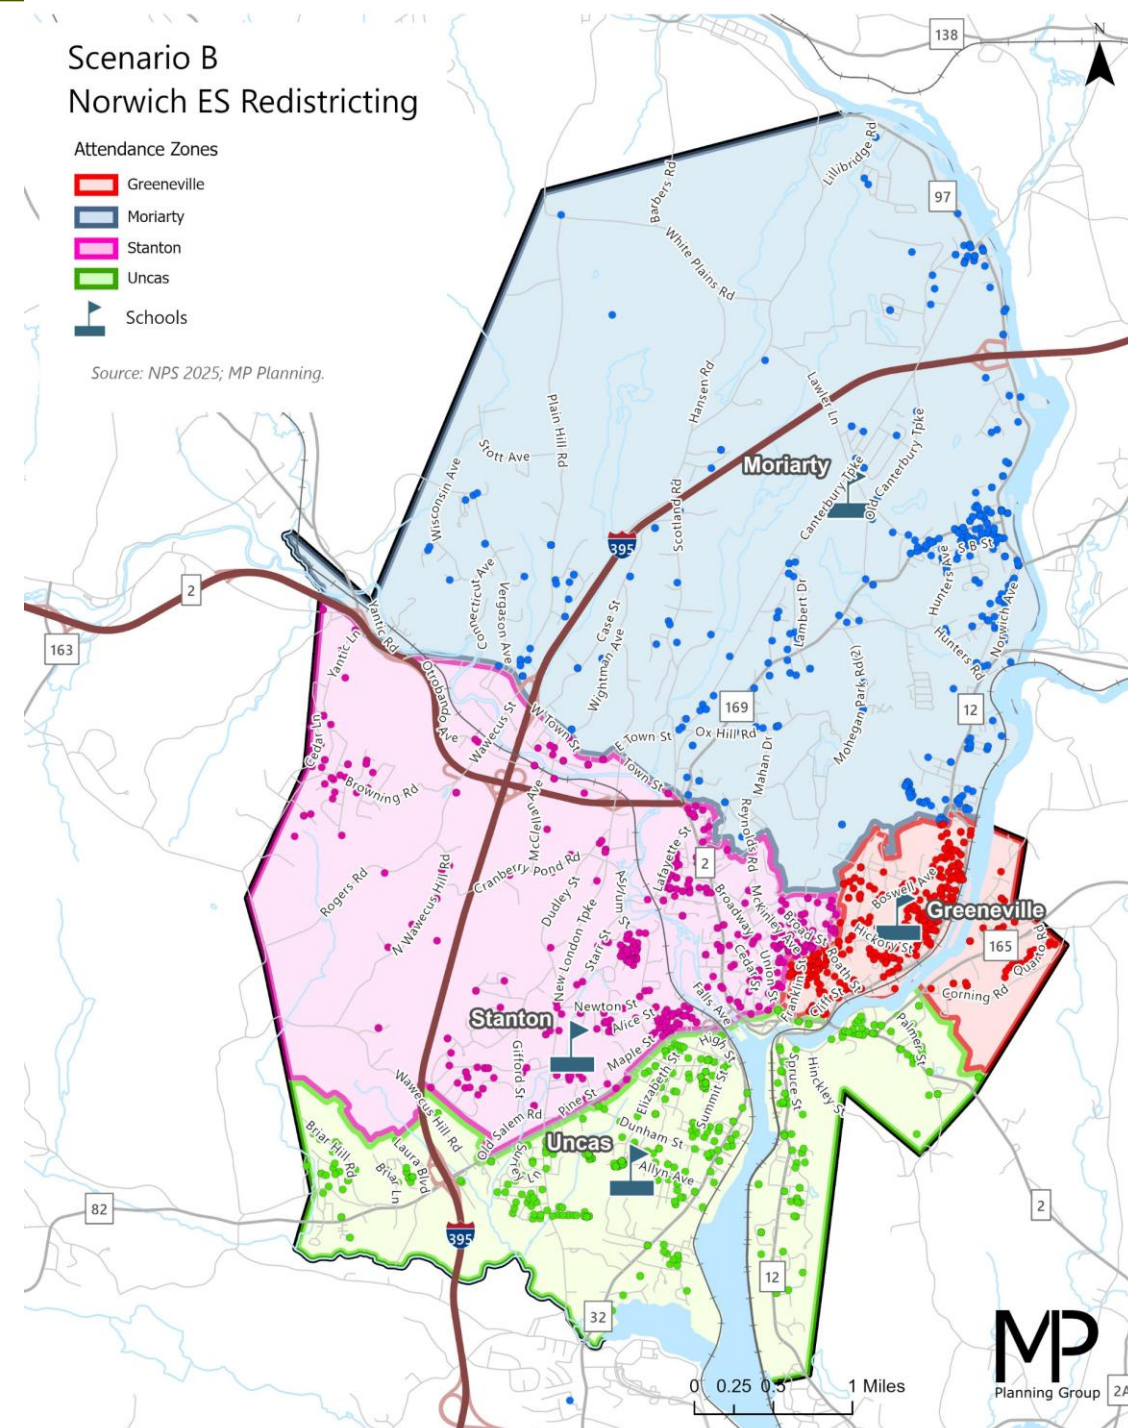 Scenario B
Norwich ES Redistricting
Attendance Zones
Greeneville
Moriarty
Stanton
Uncas
Schools
Source: NPS 2025; MP Planning.
N
138
97
Lillibridge Rd
Barbers Rd
White Plains Rd
Hansen Rd
Lawler Ln
Plain Hill Rd
Stott Ave
Wisconsin Ave
Scotland Rd
Moriarty
Canterbury Tpke
Old Canterbury Tpke
395
S B St
Hunters Ave
Norwich Ave
Hunters Rd
Connecticut Ave
Vergason Ave
Case St
Wightman Ave
Lambert Dr
Mohegan Park Rd(2)
2
163
Yantic Rd
Yantic Ln
Otrobando Ave
Wawecus St
W Town St
E Town St
Town St
169
Ox Hill Rd
Mahan Dr
12
Cedar Ln
Browning Rd
McClellan Ave
Reynolds Rd
Rogers Rd
N Wawecus Hill Rd
Cranberry Pond Rd
Dudley St
Asylum St
Lafayette St
2
Broadway
McKinley Ave
Broad St
Boswell Ave
Greeneville
Hickory St
165
Quarto Rd
Corning Rd
New London Tpke
Starr St
Cedar St
Union St
Franklin St
Roath St
Cliff St
Falls Ave
Newton St
Stanton
Alice St
Maple St
Gifford St
High St
Elizabeth St
Summit St
Spruce St
Hinckley St
Palmer St
Wawecus Hill Rd
Old Salem Rd
Pine St
Uncas
Dunham St
Allyn Ave
Surrey Ln
Briar Hill Rd
Laura Blvd
Briar Ln
82
395
2
12
32
0 0.25 0.5 1 Miles
MP
Planning Group
2A